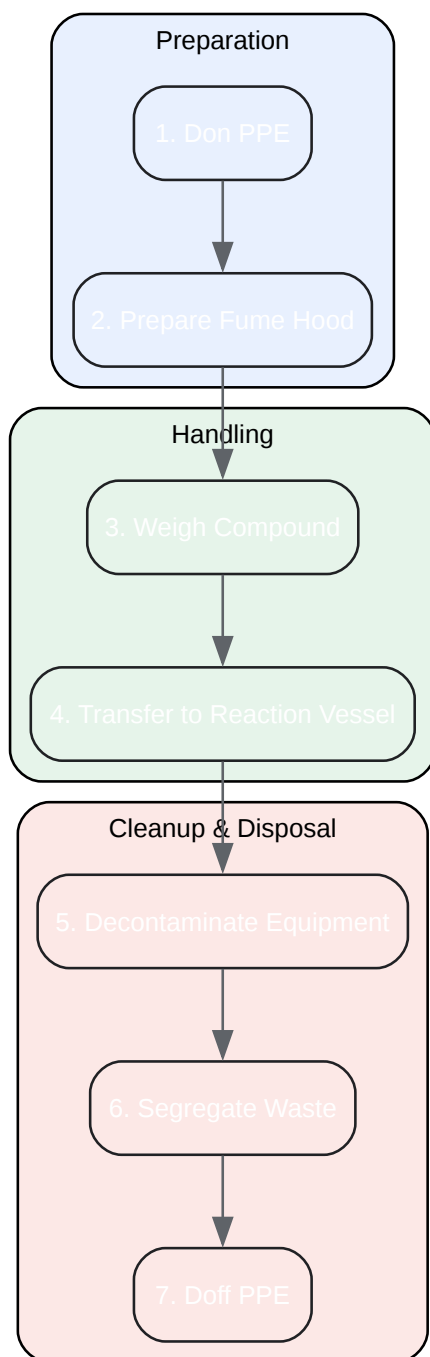 Preparation
1. Don PPE
2. Prepare Fume Hood
Handling
3. Weigh Compound
4. Transfer to Reaction Vessel
Cleanup & Disposal
5. Decontaminate Equipment
6. Segregate Waste
7. Doff PPE